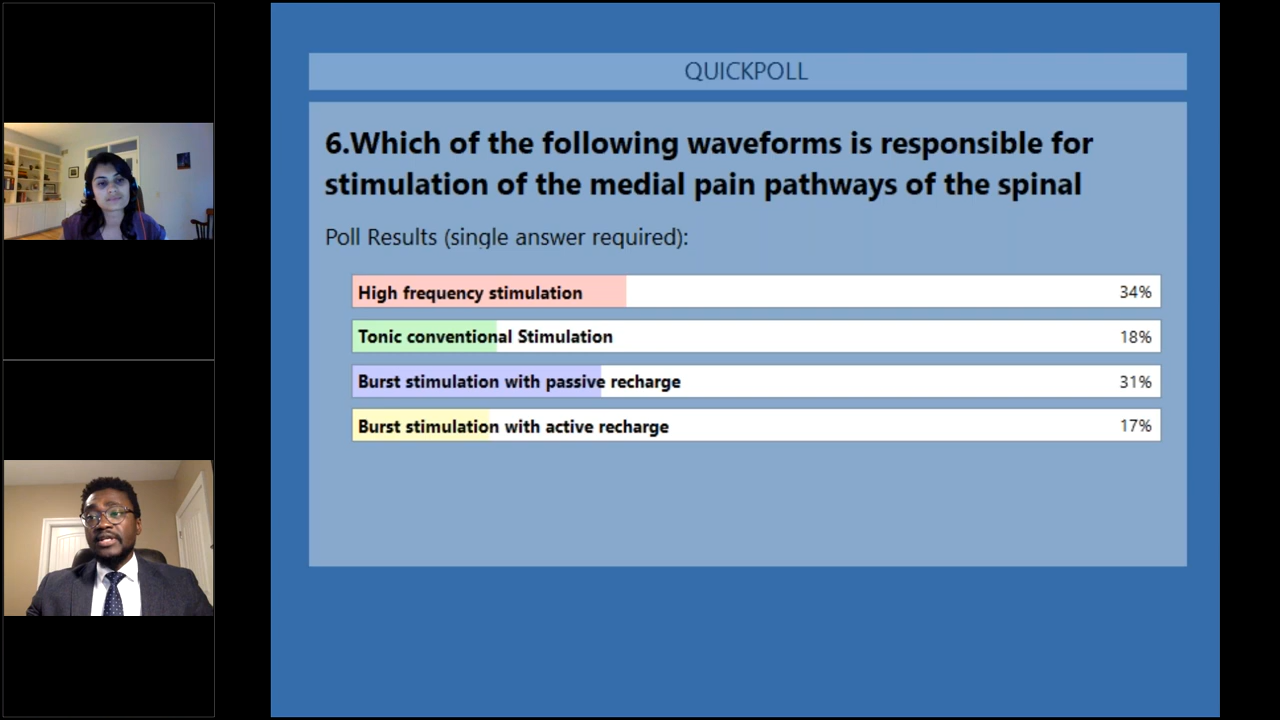 QUICKPOLL
6.Which of the following waveforms is responsible for
stimulation of the medial pain pathways of the spinal
Poll Results (single answer required):
High frequency stimulation 34%
Tonic conventional Stimulation 18%
Burst stimulation with passive recharge 31%
Burst stimulation with active recharge 17%